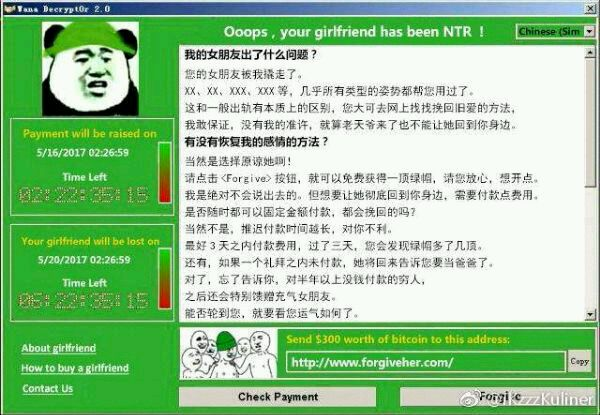 Wana Decrypt0r 2.0
Ooops , your girlfriend has been NTR !
Chinese (Sim
我的女朋友出了什么问题?
您的女朋友被我撬走了。
XX、XX、XXX、XXX 等，几乎所有类型的姿势都帮您用过了。
这和一般出轨有本质上的区别，您大可去网上找找挽回旧爱的方法，
我敢保证，没有我的准许，就算老天爷来了也不能让她回到你身边。
有没有恢复我的感情的方法?
当然是选择原谅她啊!
请点击 <Forgive> 按钮，就可以免费获得一顶绿帽，请您放心，想开点。
我是绝对不会说出去的。但想要让她彻底回到你身边，需要付款点费用。
是否随时都可以固定金额付款，都会挽回的吗?
当然不是，推迟付款时间越长，对你不利。
最好 3 天之内付款费用，过了三天，您会发现绿帽多了几顶。
还有，如果一个礼拜之内未付款，她将回来告诉您要当爸爸了。
对了，忘了告诉你，对半年以上没钱付款的穷人，
之后还会特别馈赠充气女朋友。
能否轮到您，就要看您运气如何了。
Payment will be raised on
5/16/2017 02:26:59
Time Left
02:22:35:15
Your girlfriend will be lost on
5/20/2017 02:26:59
Time Left
06:22:35:15
About girlfriend
How to buy a girlfriend
Contact Us
Send $300 worth of bitcoin to this address:
http://www.forgiveher.com/
Copy
Check Payment
Forgive